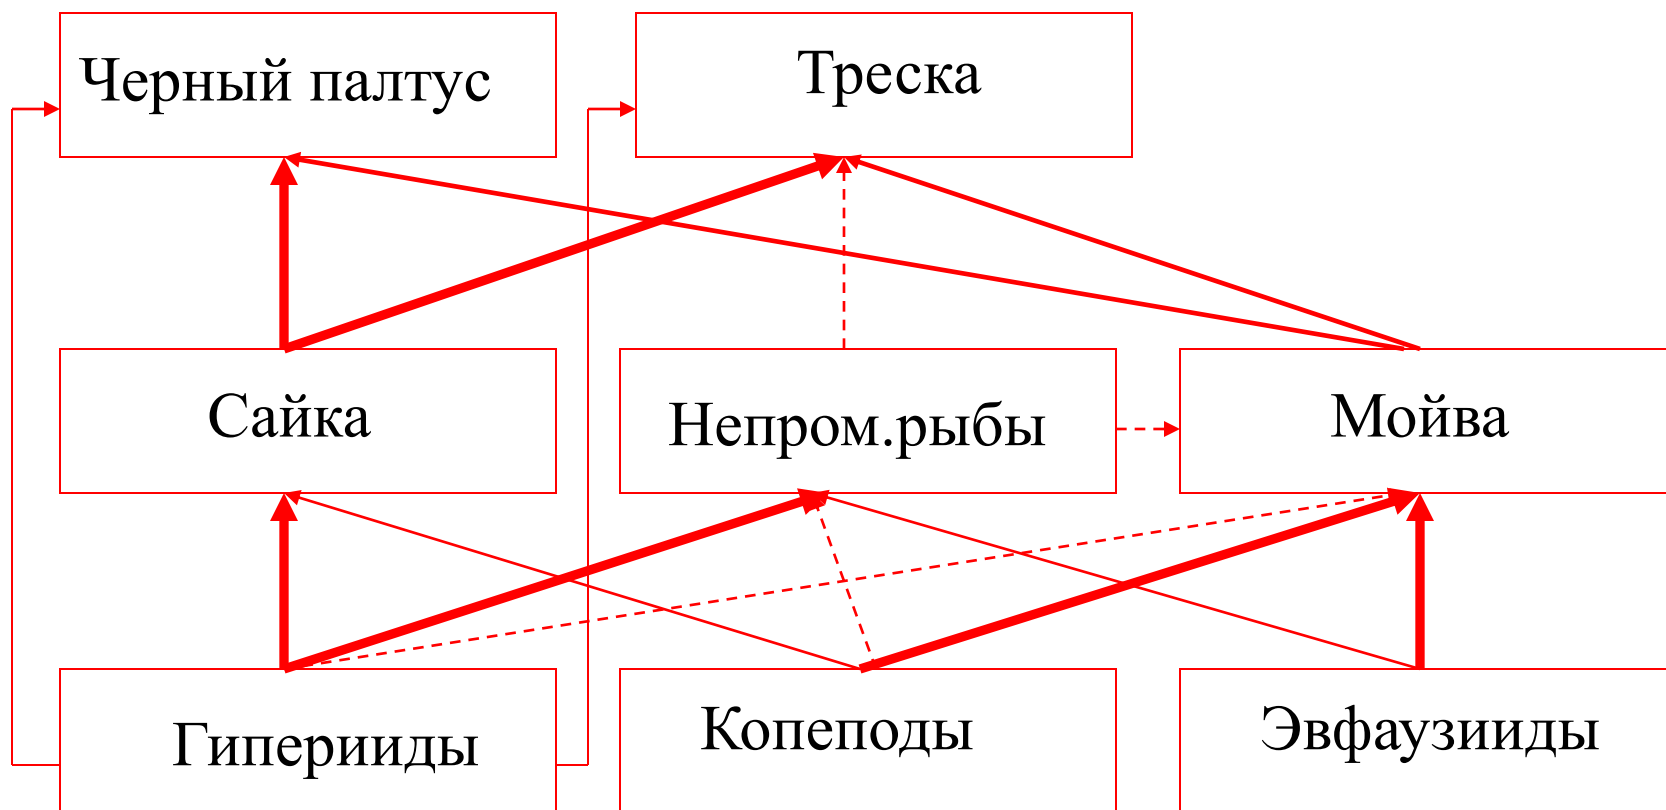 Черный палтус
Треска
Сайка
Непром.рыбы
Мойва
Гиперииды
Копеподы
Эвфаузииды